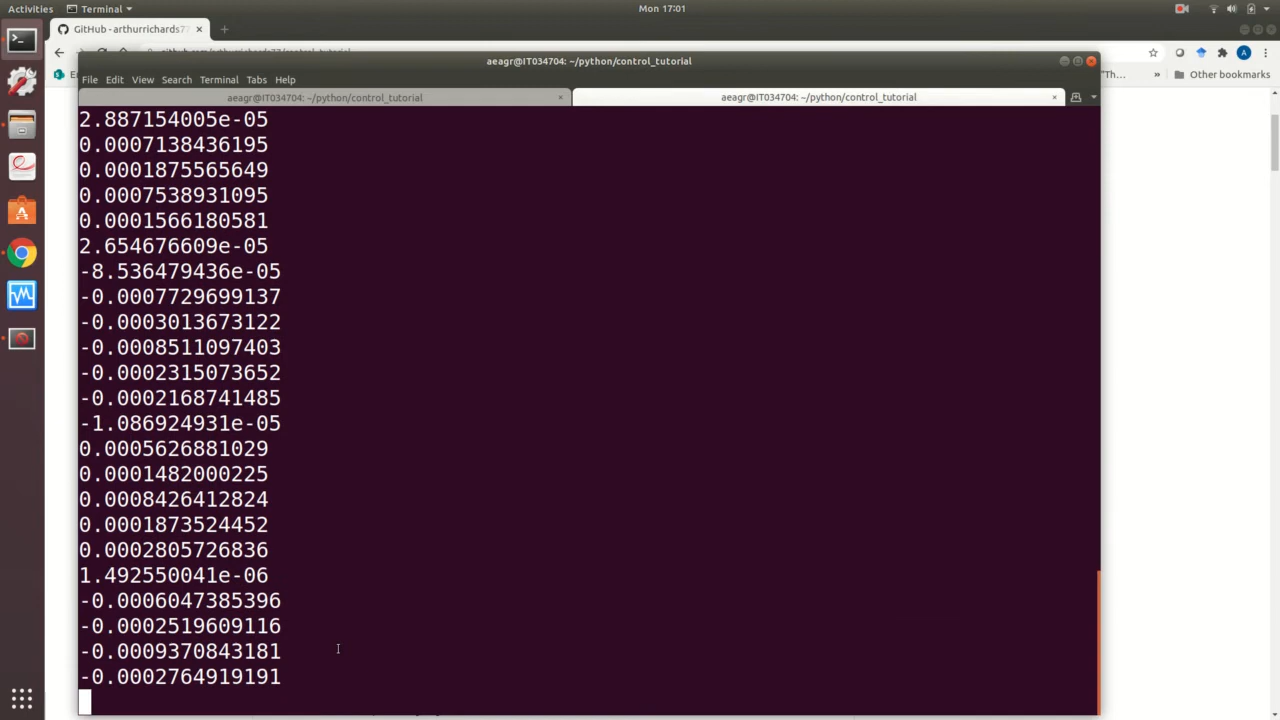 Activities
Terminal
Mon 17:01
GitHub - arthurrichards77
A
Other bookmarks
aeagr@IT034704: ~/python/control_tutorial
File Edit View Search Terminal Tabs Help
aeagr@IT034704: ~/python/control_tutorial
aeagr@IT034704: ~/python/control_tutorial
2.887154005e-05
0.0007138436195
0.0001875565649
0.0007538931095
0.0001566180581
2.654676609e-05
-8.536479436e-05
-0.0007729699137
-0.0003013673122
-0.0008511097403
-0.0002315073652
-0.0002168741485
-1.086924931e-05
0.0005626881029
0.0001482000225
0.0008426412824
0.0001873524452
0.0002805726836
1.492550041e-06
-0.0006047385396
-0.0002519609116
-0.0009370843181
-0.0002764919191